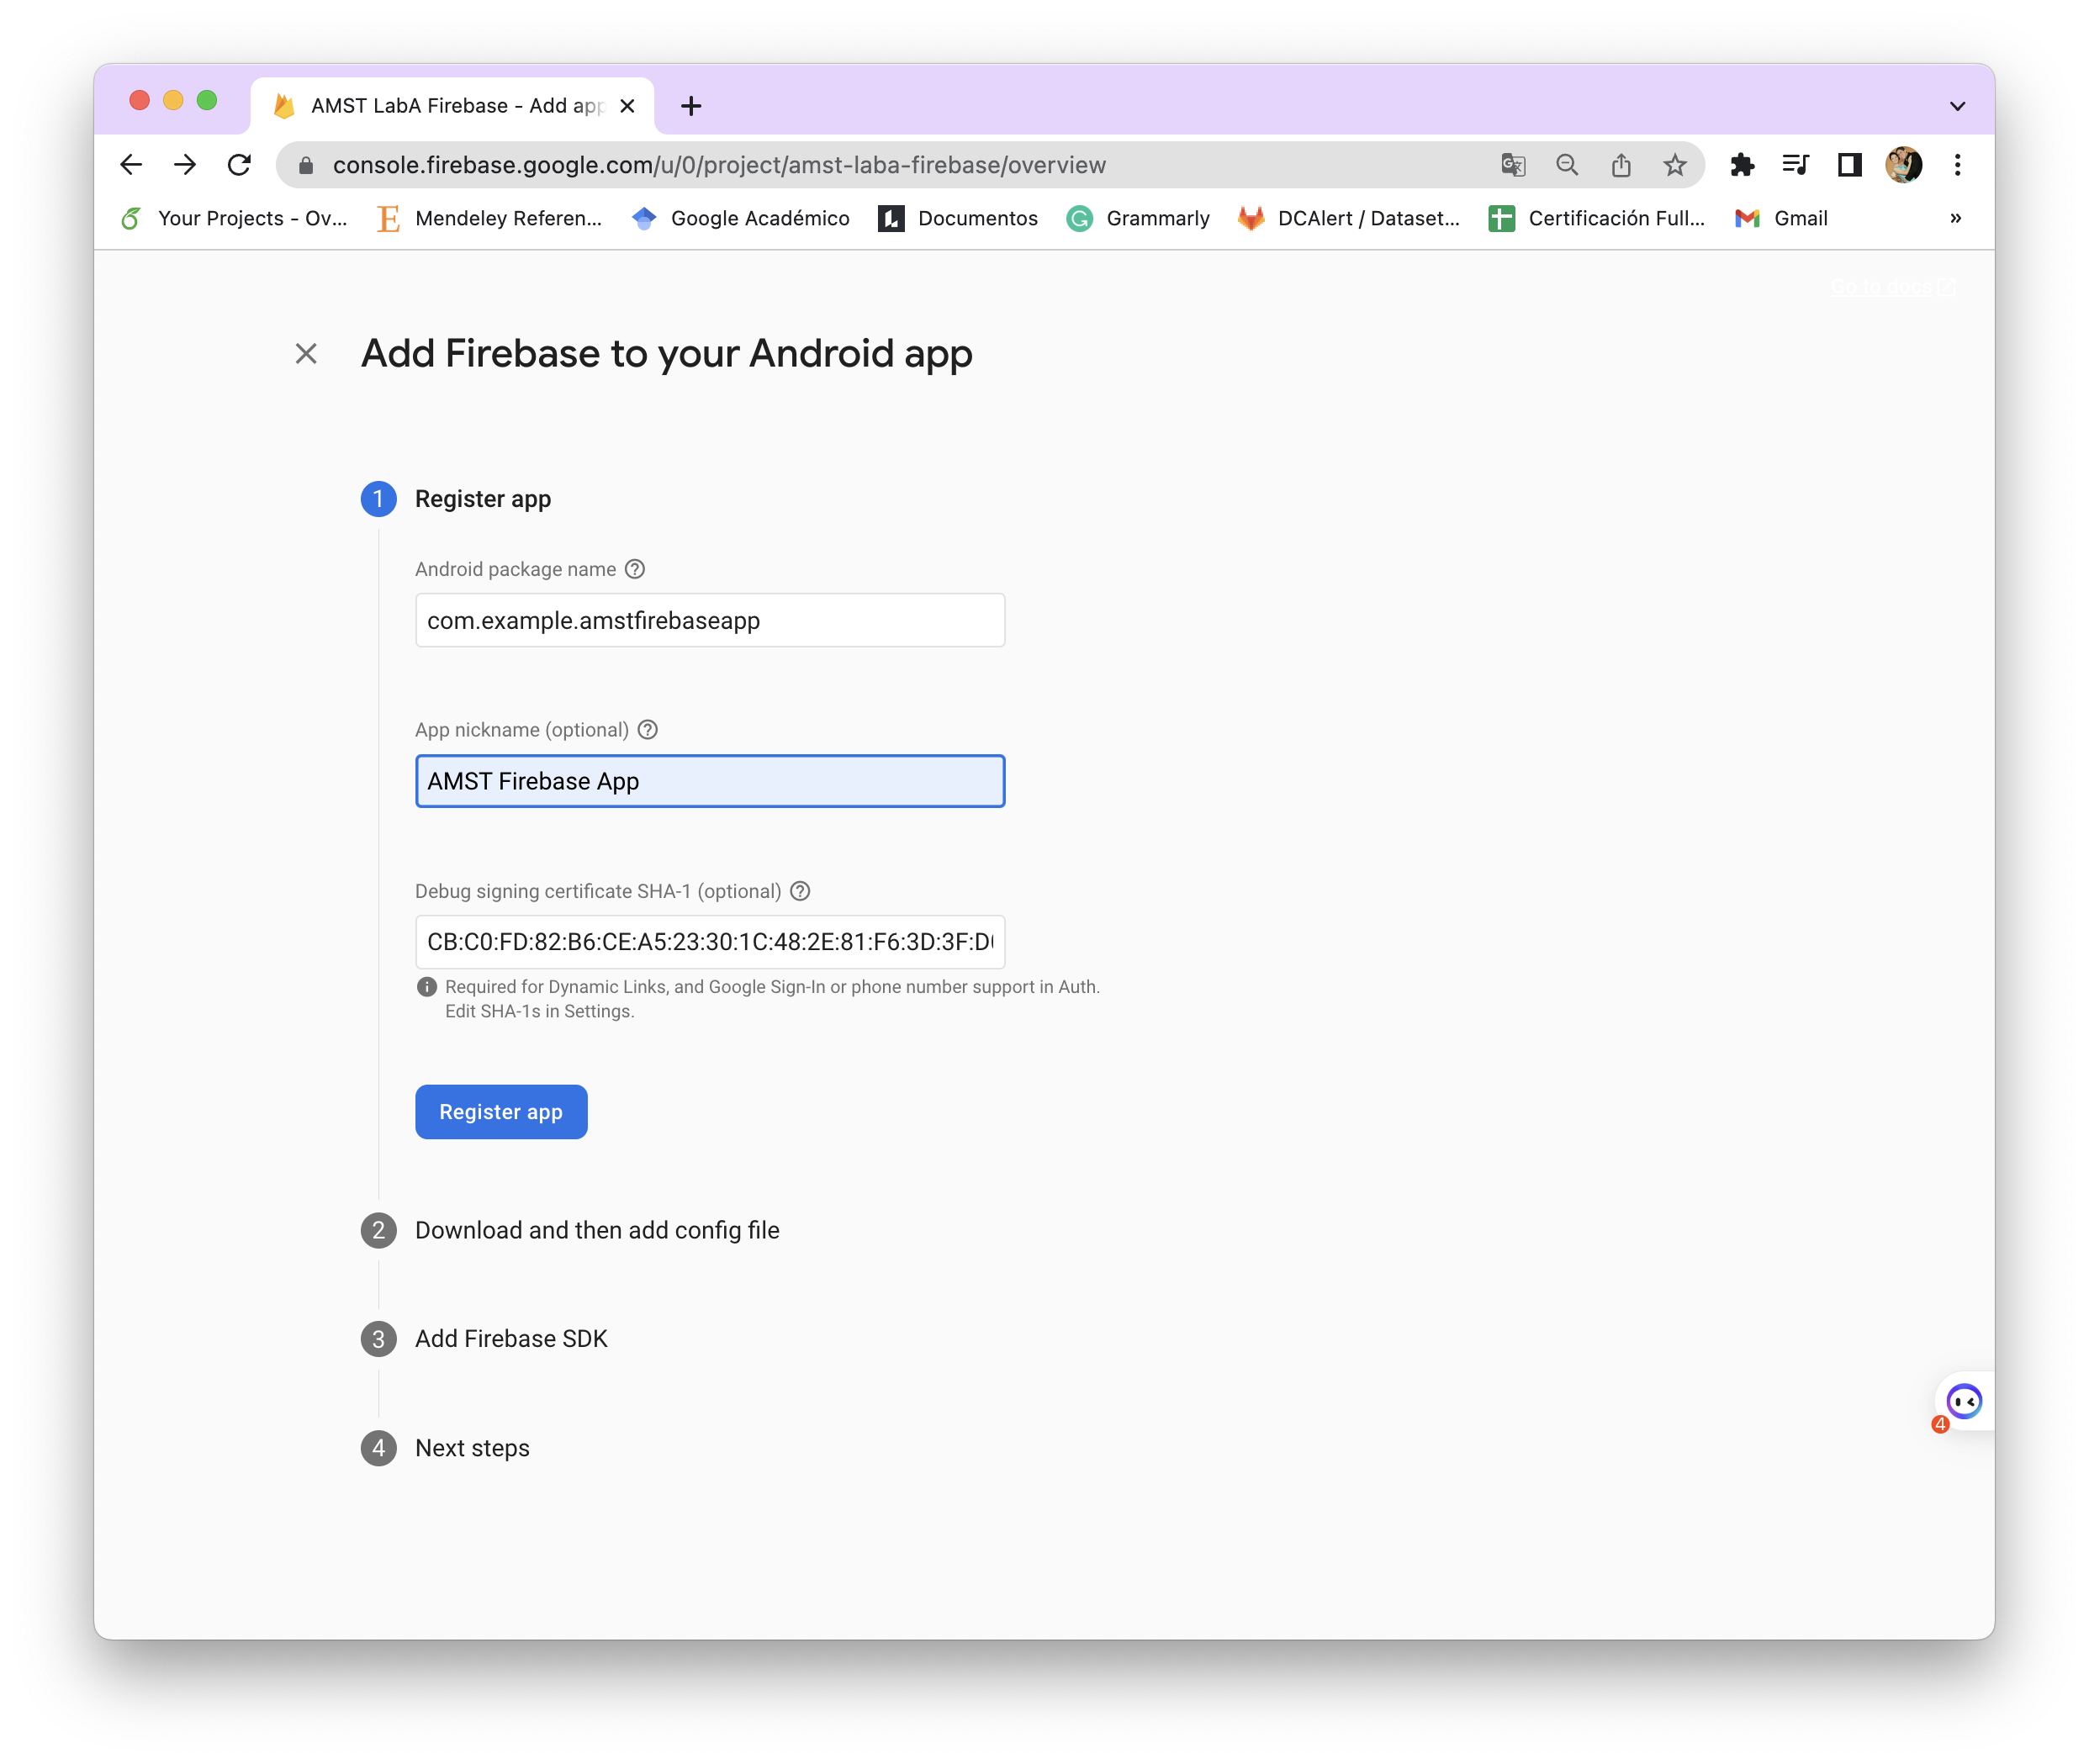 AMST LabA Firebase - Add app
console.firebase.google.com/u/0/project/amst-laba-firebase/overview
Your Projects - Ov...
E Mendeley Referen...
Google Académico
Documentos
Grammarly
DCAlert / Dataset...
Certificación Full...
Gmail
»
Go to docs
Add Firebase to your Android app
1 Register app
Android package name
com.example.amstfirebaseapp
App nickname (optional)
AMST Firebase App
Debug signing certificate SHA-1 (optional)
CB:C0:FD:82:B6:CE:A5:23:30:1C:48:2E:81:F6:3D:3F:D
Required for Dynamic Links, and Google Sign-In or phone number support in Auth.
Edit SHA-1s in Settings.
Register app
2 Download and then add config file
3 Add Firebase SDK
4
4 Next steps